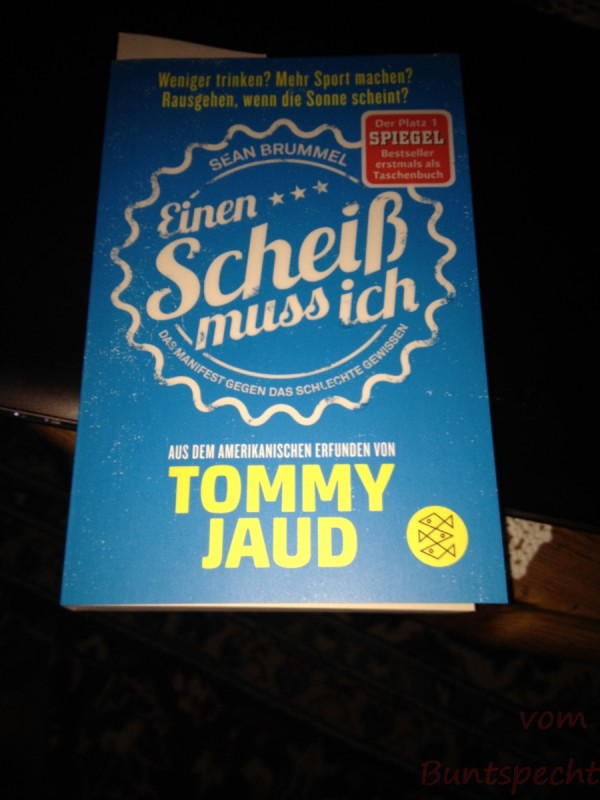 Weniger trinken? Mehr Sport machen?
Rausgehen, wenn die Sonne scheint?
Der Platz 1
SPIEGEL
Bestseller
erstmals als
Taschenbuch
SEAN BRUMMEL
Einen
Scheiß
muss ich
DAS MANIFEST GEGEN DAS SCHLECHTE GEWISSEN
AUS DEM AMERIKANISCHEN ERFUNDEN VON
TOMMY
JAUD
vom
Buntspecht